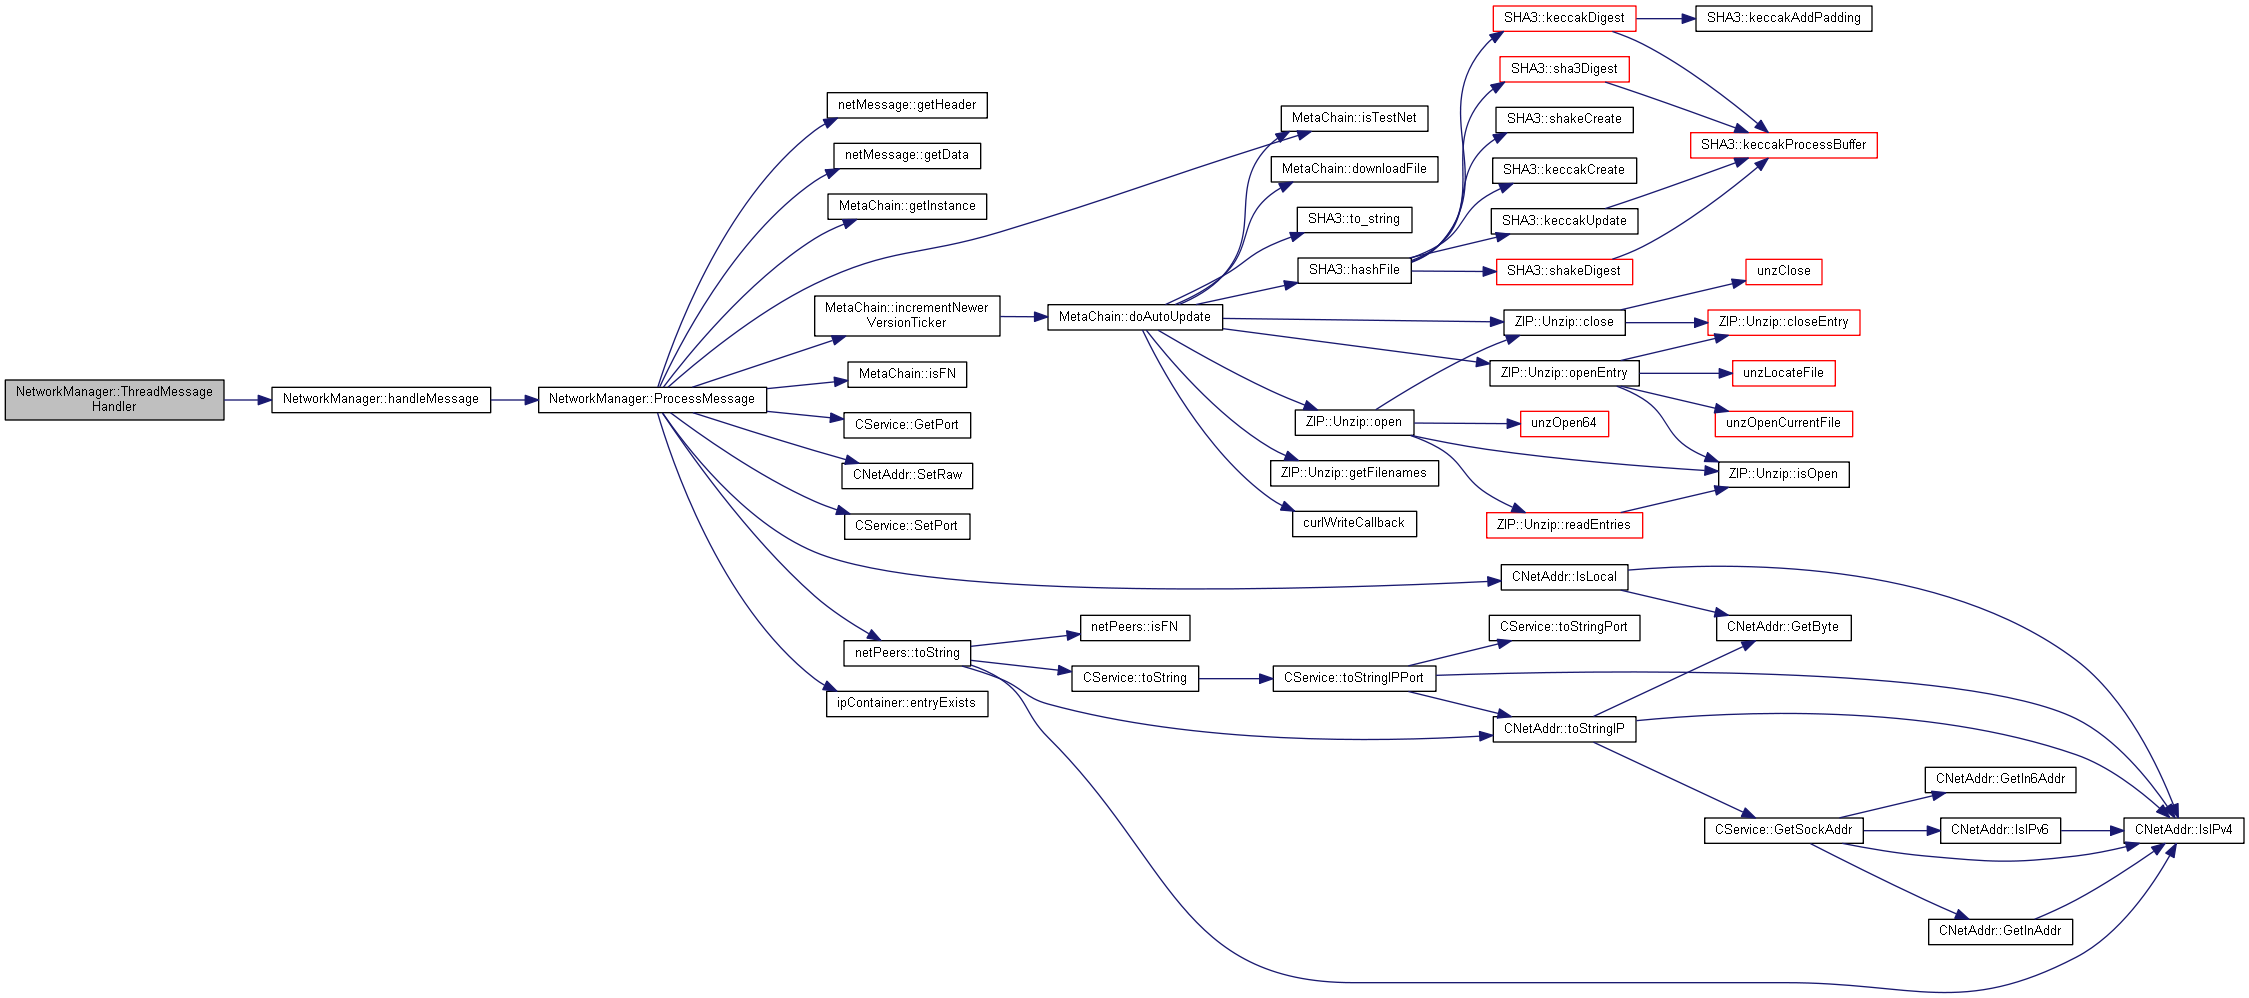 NetworkManager::ThreadMessage
Handler
NetworkManager::handleMessage
NetworkManager::ProcessMessage
netMessage::getHeader
netMessage::getData
MetaChain::getInstance
MetaChain::incrementNewer
VersionTicker
MetaChain::isFN
CService::GetPort
CNetAddr::SetRaw
CService::SetPort
netPeers::toString
ipContainer::entryExists
MetaChain::doAutoUpdate
netPeers::isFN
CService::toString
MetaChain::isTestNet
MetaChain::downloadFile
SHA3::to_string
SHA3::hashFile
ZIP::Unzip::open
ZIP::Unzip::getFilenames
curlWriteCallback
CService::toStringIPPort
SHA3::keccakDigest
SHA3::sha3Digest
SHA3::shakeCreate
SHA3::keccakCreate
SHA3::keccakUpdate
SHA3::shakeDigest
ZIP::Unzip::close
ZIP::Unzip::openEntry
unzOpen64
ZIP::Unzip::readEntries
CNetAddr::IsLocal
CService::toStringPort
CNetAddr::toStringIP
SHA3::keccakAddPadding
SHA3::keccakProcessBuffer
unzClose
ZIP::Unzip::closeEntry
unzLocateFile
unzOpenCurrentFile
ZIP::Unzip::isOpen
CNetAddr::GetByte
CService::GetSockAddr
CNetAddr::GetIn6Addr
CNetAddr::IsIPv6
CNetAddr::GetInAddr
CNetAddr::IsIPv4